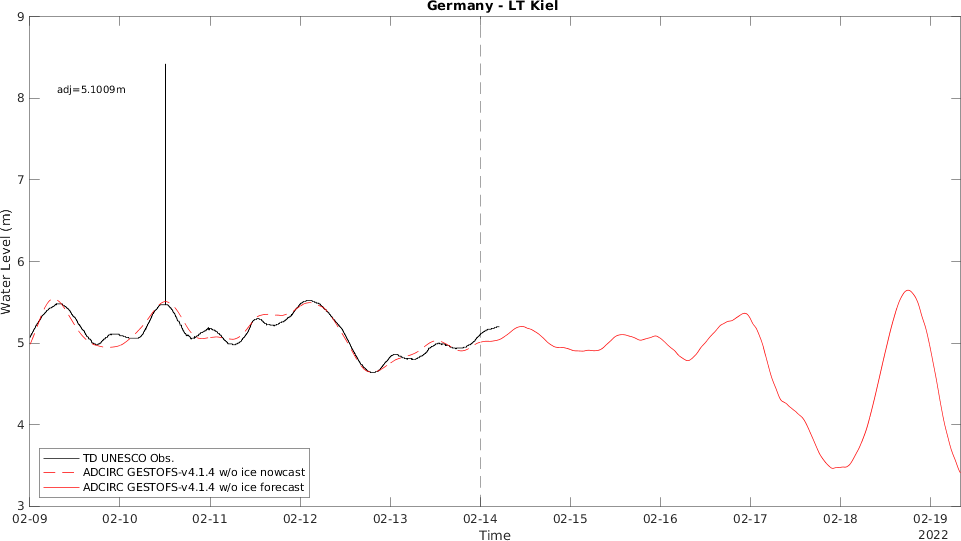 Germany - LT Kiel
9
adj=5.1009m
8
7
6
Water Level (m)
5
4
3
TD UNESCO Obs.
ADCIRC GESTOFS-v4.1.4 w/o ice nowcast
ADCIRC GESTOFS-v4.1.4 w/o ice forecast
02-09 02-10 02-11 02-12 02-13 02-14 02-15 02-16 02-17 02-18 02-19
Time
2022